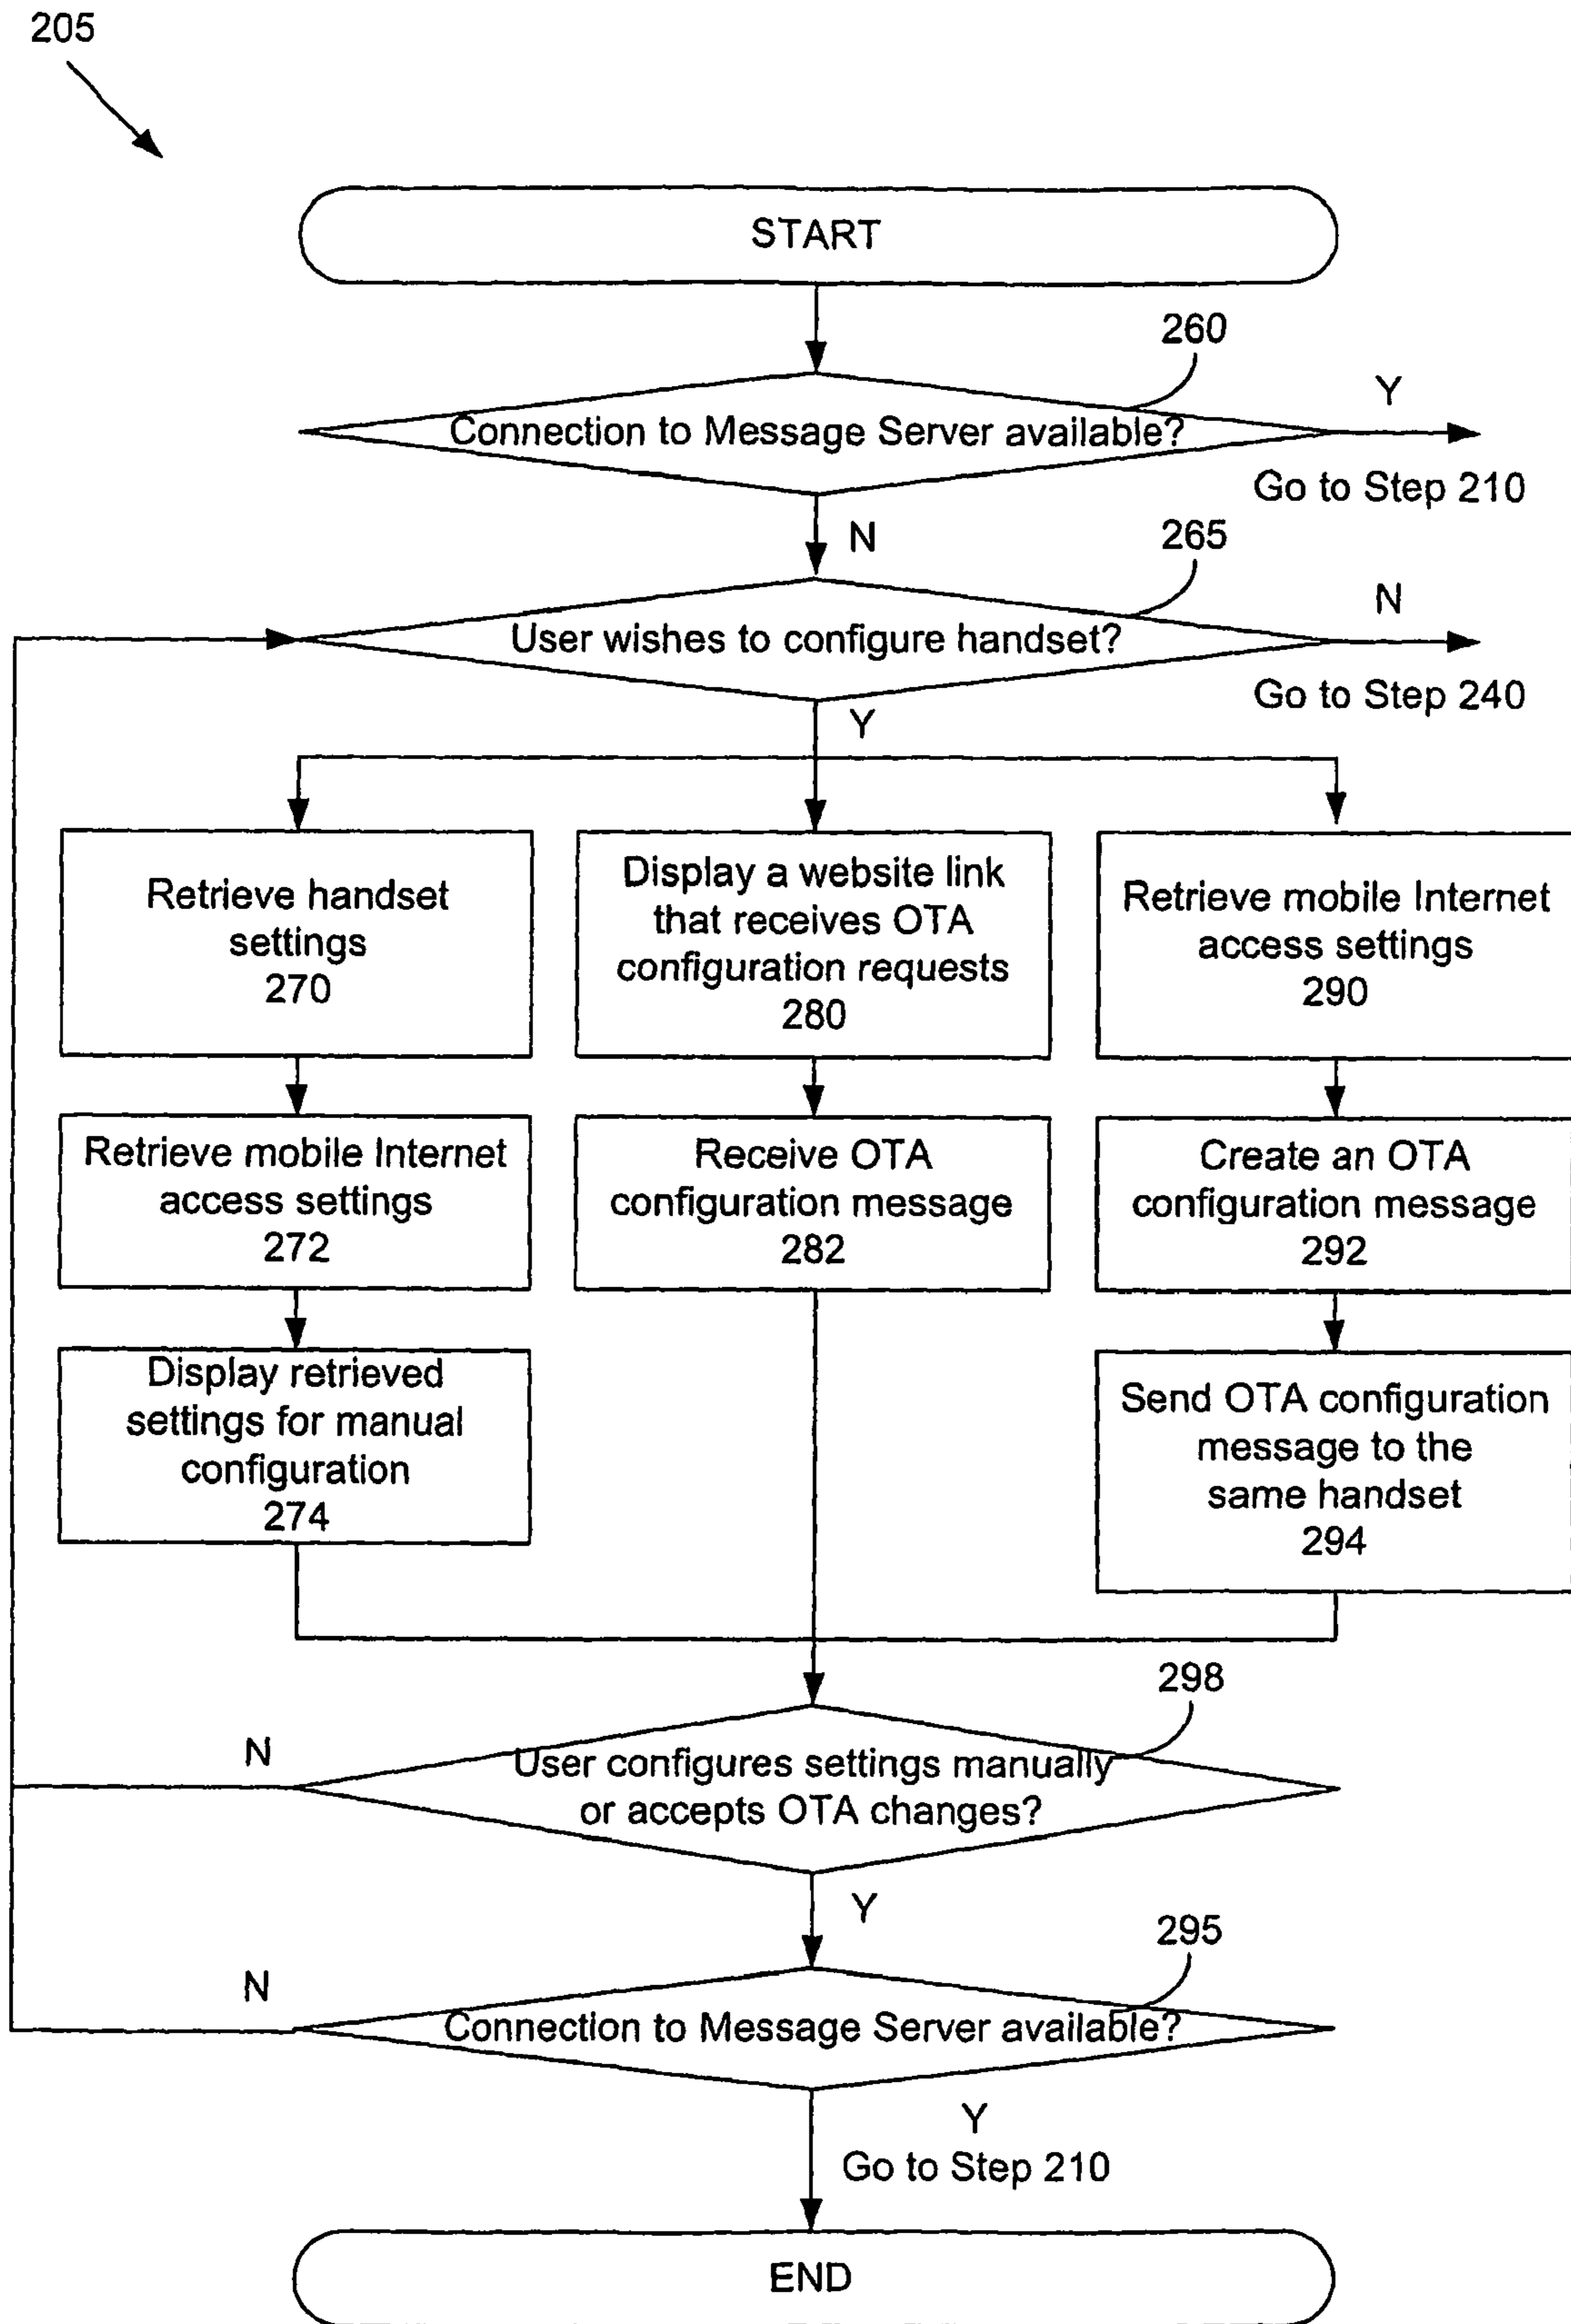 205
START
260
Connection to Message Server available?
Y
Go to Step 210
N
265
User wishes to configure handset?
N
Go to Step 240
Y
Retrieve handset
settings
270
Display a website link
that receives OTA
configuration requests
280
Retrieve mobile Internet
access settings
290
Retrieve mobile Internet
access settings
272
Receive OTA
configuration message
282
Create an OTA
configuration message
292
Display retrieved
settings for manual
configuration
274
Send OTA configuration
message to the
same handset
294
298
N
User configures settings manually
or accepts OTA changes?
Y
295
N
Connection to Message Server available?
Y
Go to Step 210
END